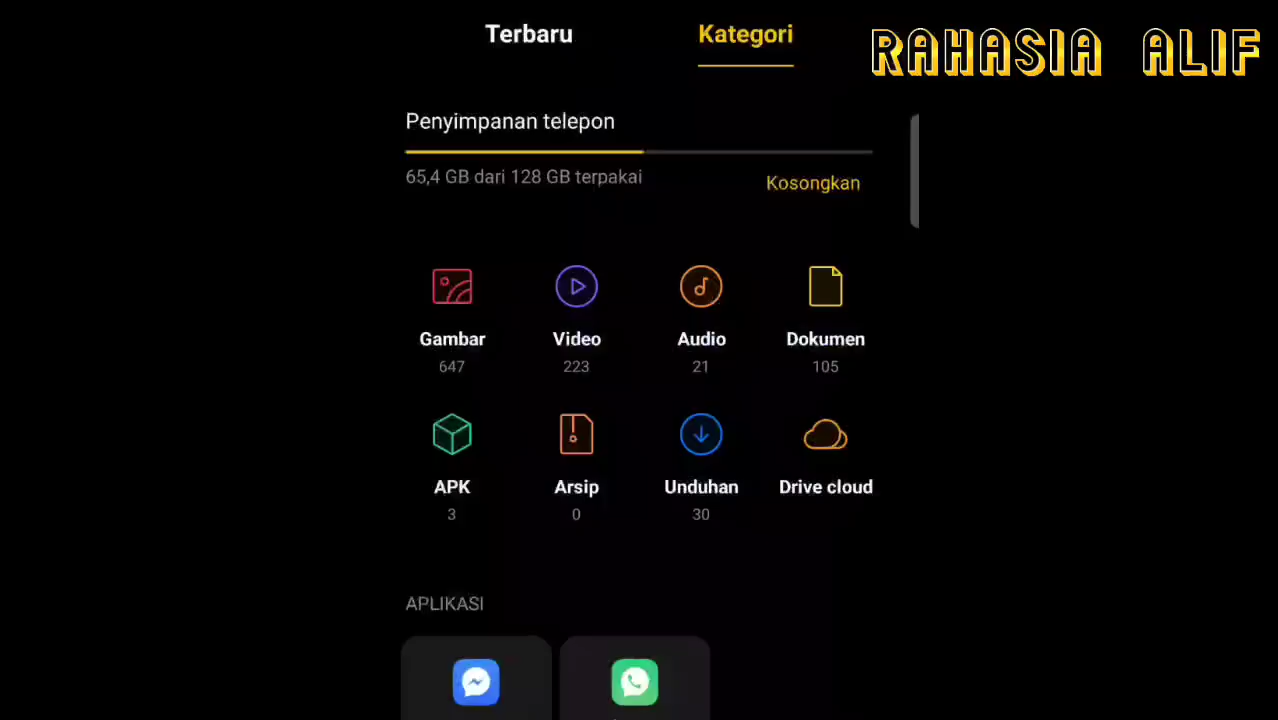 Terbaru
Kategori
RAHASIA ALIF
Penyimpanan telepon
65,4 GB dari 128 GB terpakai
Kosongkan
Gambar
Video
Audio
Dokumen
647
223
21
105
APK
Arsip
Unduhan
Drive cloud
3
0
30
APLIKASI